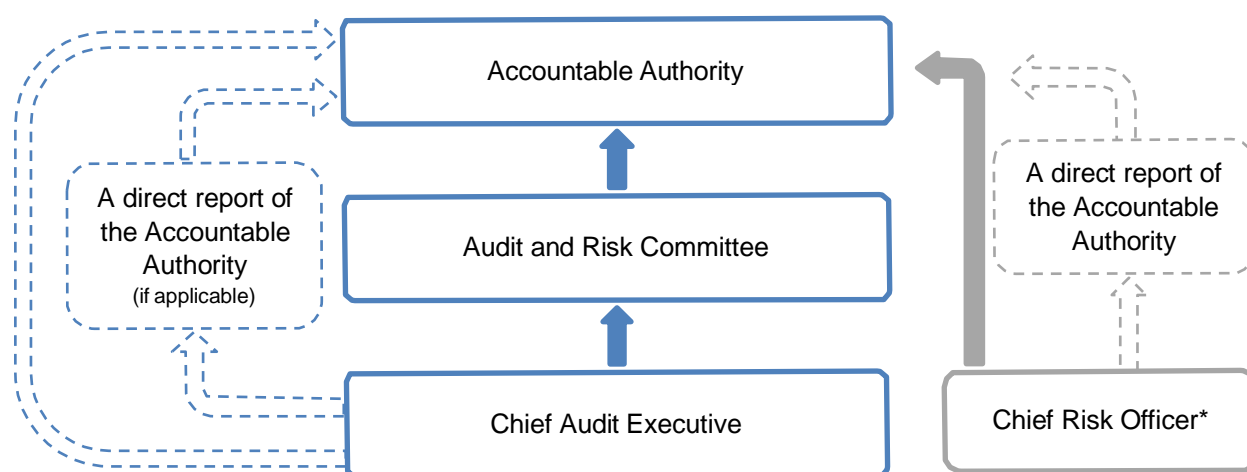 Accountable Authority
A direct report of
the Accountable
Authority
(if applicable)
Audit and Risk Committee
A direct report of
the Accountable
Authority
Chief Audit Executive
Chief Risk Officer*